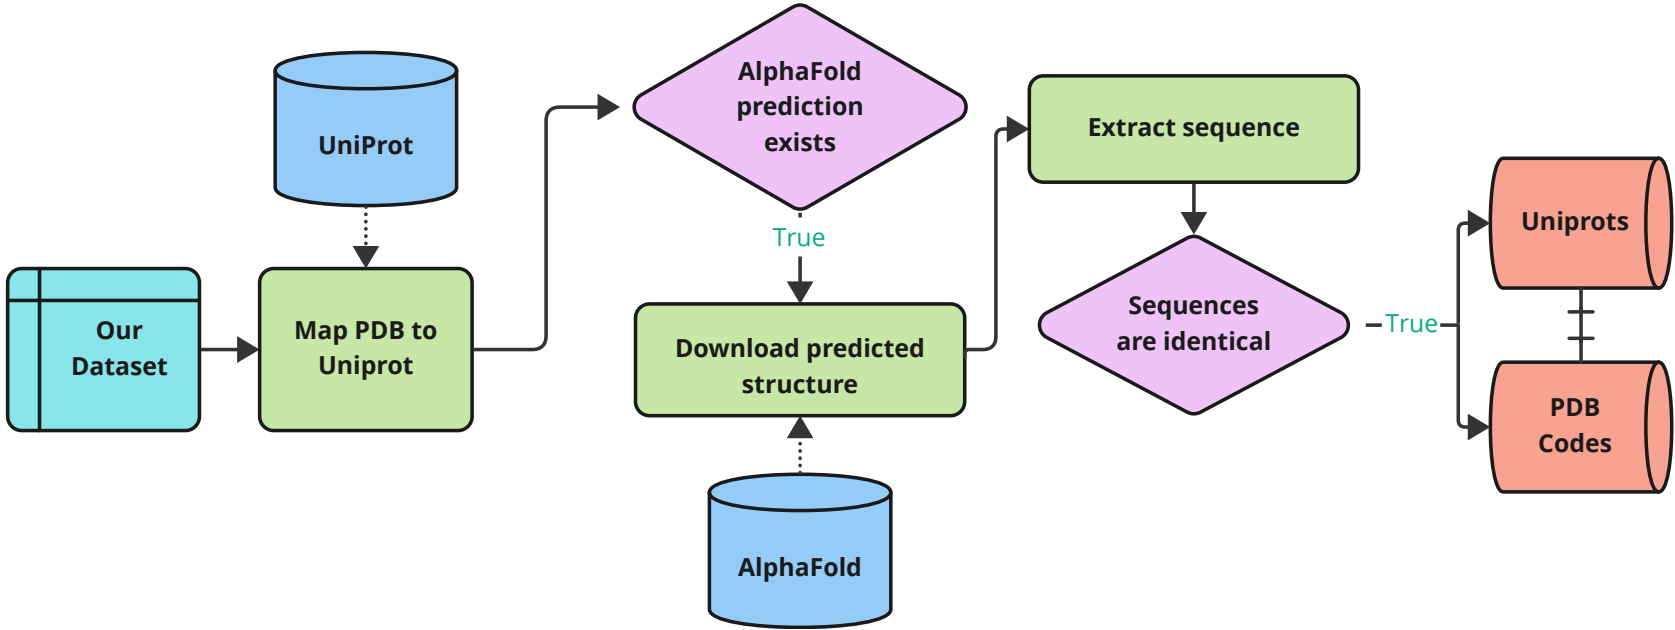 UniProt
Our
Dataset
Map PDB to
Uniprot
AlphaFold
prediction
exists
True
Download predicted
structure
AlphaFold
Extract sequence
Sequences
are identical
True
Uniprots
PDB
Codes